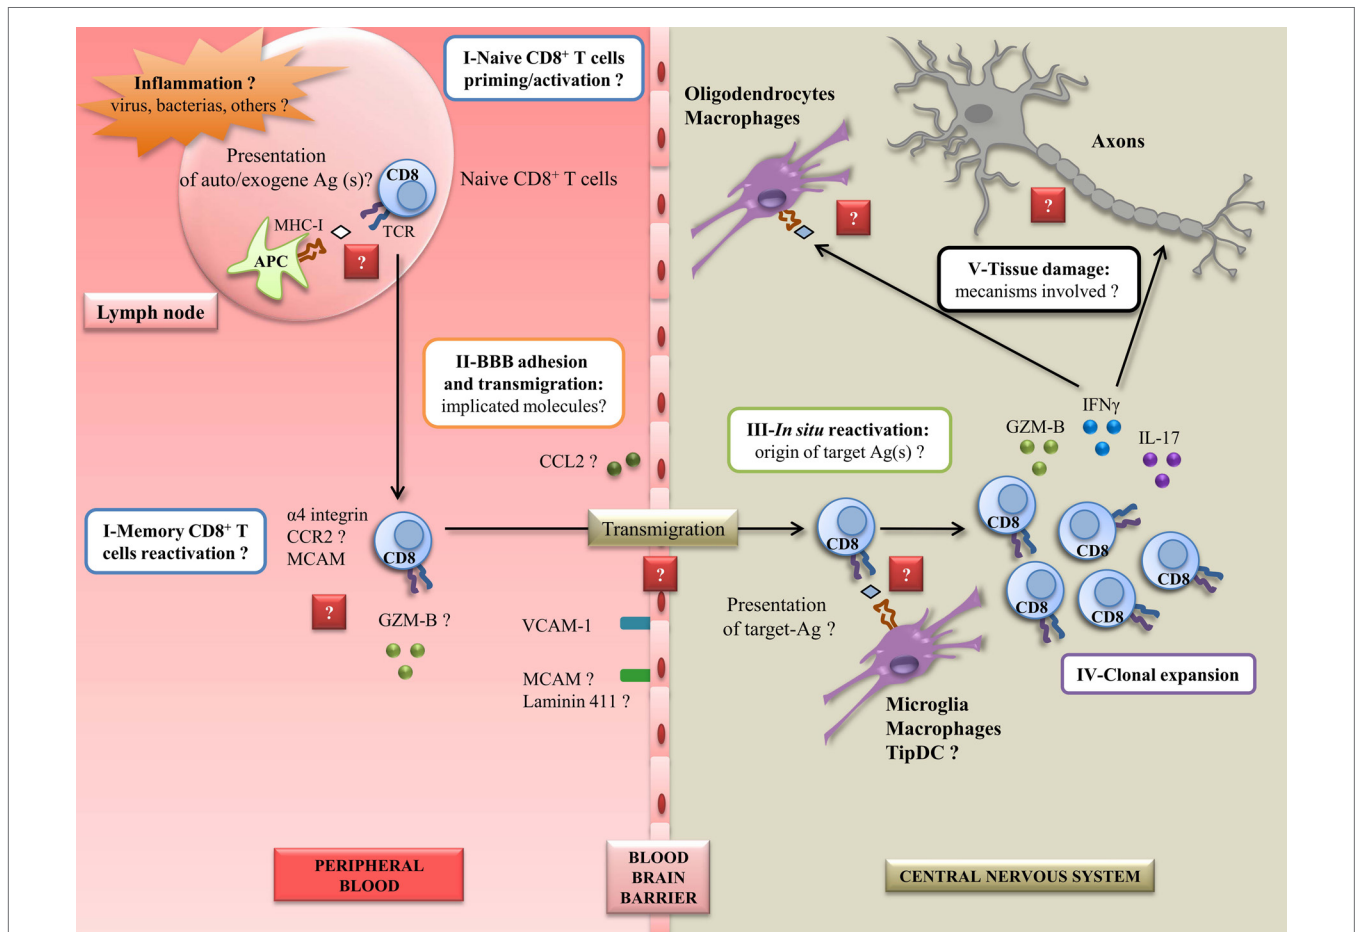 Inflammation ?
virus, bacterias, others ?
I-Naive CD8⁺ T cells
priming/activation ?
Presentation
of auto/exogene Ag (s)?
CD8
Naive CD8⁺ T cells
MHC-I
TCR
APC
?
Lymph node
II-BBB adhesion
and transmigration:
implicated molecules?
CCL2 ?
I-Memory CD8⁺ T
cells reactivation ?
α4 integrin
CCR2 ?
MCAM
CD8
?
GZM-B ?
Transmigration
?
VCAM-1
MCAM ?
Laminin 411 ?
Oligodendrocytes
Macrophages
?
Axons
?
V-Tissue damage:
mecanisms involved ?
III-In situ reactivation:
origin of target Ag(s) ?
GZM-B
IFNγ
IL-17
CD8
?
Presentation
of target-Ag ?
Microglia
Macrophages
TipDC ?
CD8
CD8
CD8
CD8
CD8
IV-Clonal expansion
PERIPHERAL
BLOOD
BLOOD
BRAIN
BARRIER
CENTRAL NERVOUS SYSTEM